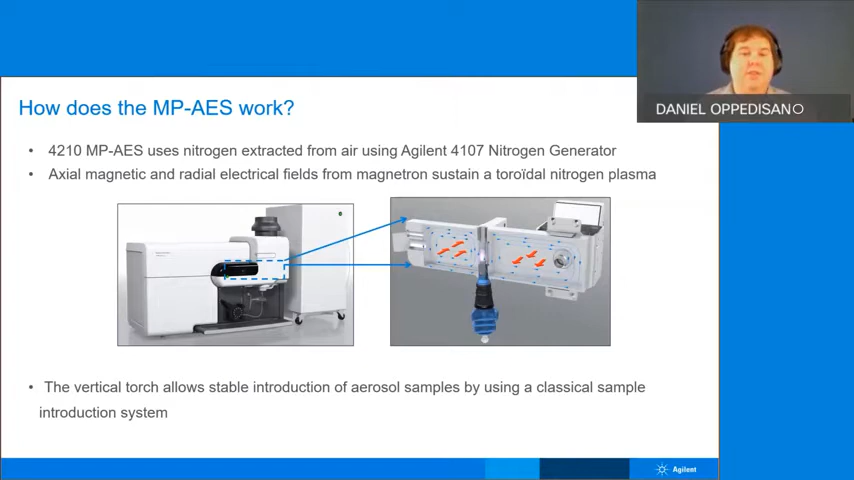 DANIEL OPPEDISANO
How does the MP-AES work?
• 4210 MP-AES uses nitrogen extracted from air using Agilent 4107 Nitrogen Generator
• Axial magnetic and radial electrical fields from magnetron sustain a toroïdal nitrogen plasma
• The vertical torch allows stable introduction of aerosol samples by using a classical sample
introduction system
Agilent